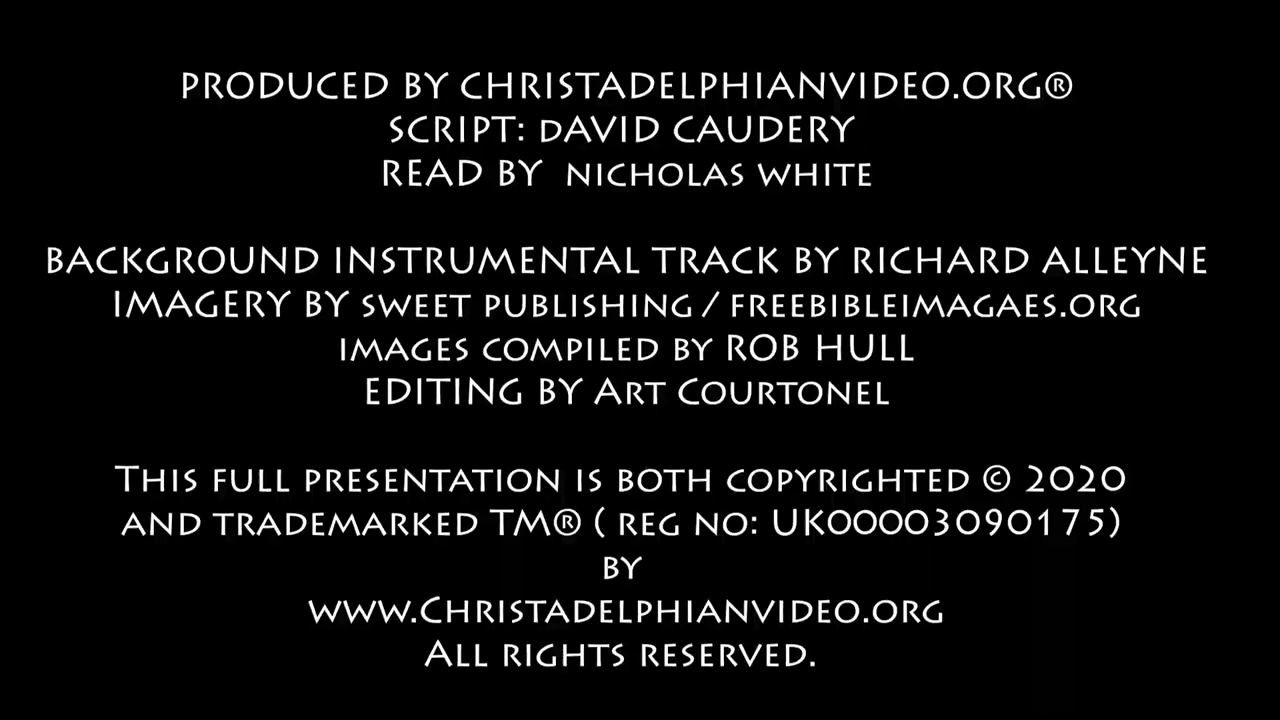 PRODUCED BY CHRISTADELPHIANVIDEO.ORG®
SCRIPT: DAVID CAUDERY
READ BY NICHOLAS WHITE
BACKGROUND INSTRUMENTAL TRACK BY RICHARD ALLEYNE
IMAGERY BY SWEET PUBLISHING / FREEBIBLEIMAGAES.ORG
IMAGES COMPILED BY ROB HULL
EDITING BY ART COURTONEL
THIS FULL PRESENTATION IS BOTH COPYRIGHTED © 2020
AND TRADEMARKED TM® ( REG NO: UK00003090175)
BY
WWW.CHRISTADELPHIANVIDEO.ORG
ALL RIGHTS RESERVED.